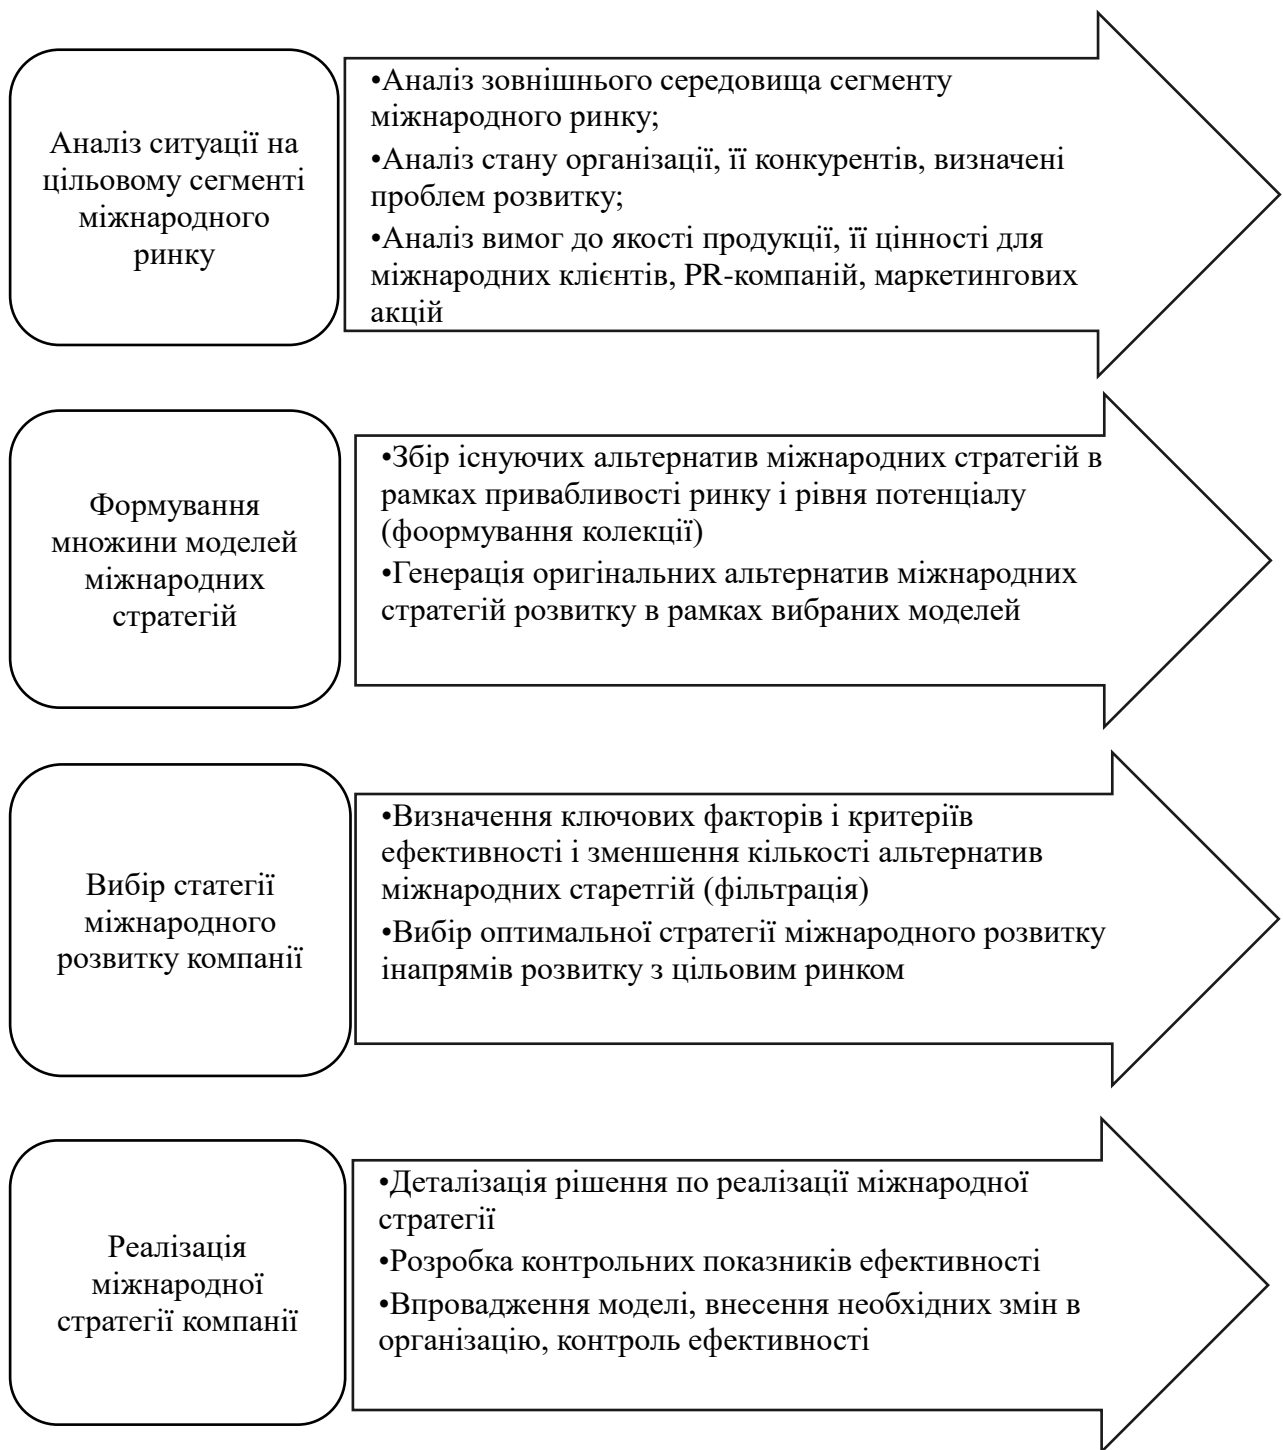 Аналіз ситуації на
цільовому сегменті
міжнародного
ринку
•Аналіз зовнішнього середовища сегменту
міжнародного ринку;
•Аналіз стану організації, її конкурентів, визначені
проблем розвитку;
•Аналіз вимог до якості продукції, її цінності для
міжнародних клієнтів, PR-компаній, маркетингових
акцій
Формування
множини моделей
міжнародних
стратегій
•Збір існуючих альтернатив міжнародних стратегій в
рамках привабливості ринку і рівня потенціалу
(фоормування колекції)
•Генерація оригінальних альтернатив міжнародних
стратегій розвитку в рамках вибраних моделей
Вибір статегії
міжнародного
розвитку компанії
•Визначення ключових факторів і критеріїв
ефективності і зменшення кількості альтернатив
міжнародних старетгій (фільтрація)
•Вибір оптимальної стратегії міжнародного розвитку
інапрямів розвитку з цільовим ринком
Реалізація
міжнародної
стратегії компанії
•Деталізація рішення по реалізації міжнародної
стратегії
•Розробка контрольних показників ефективності
•Впровадження моделі, внесення необхідних змін в
організацію, контроль ефективності